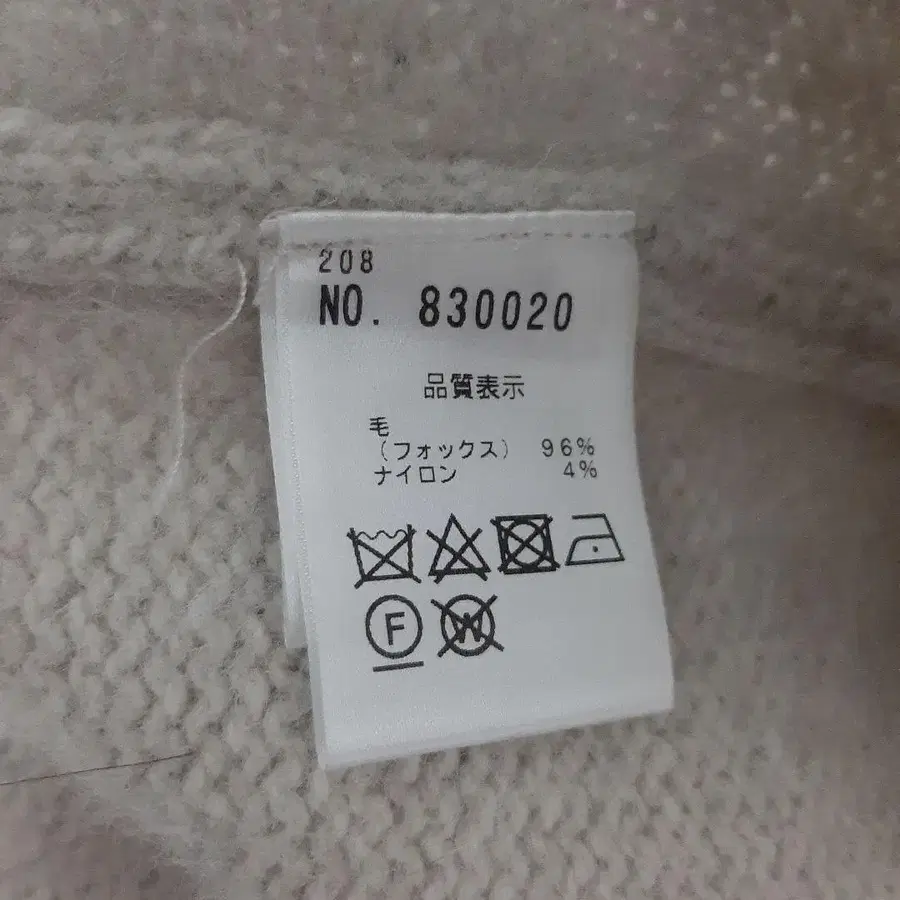 208
NO. 830020
品質表示
毛
(フォックス) 96%
ナイロン 4%
F W